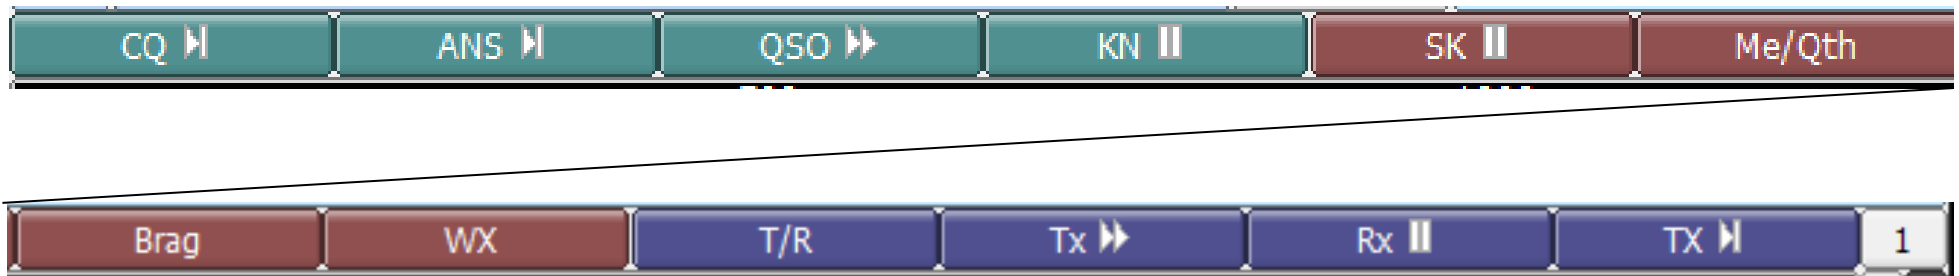 CQ ANS QSO KN SK Me/Qth
Brag WX T/R Tx Rx TX 1